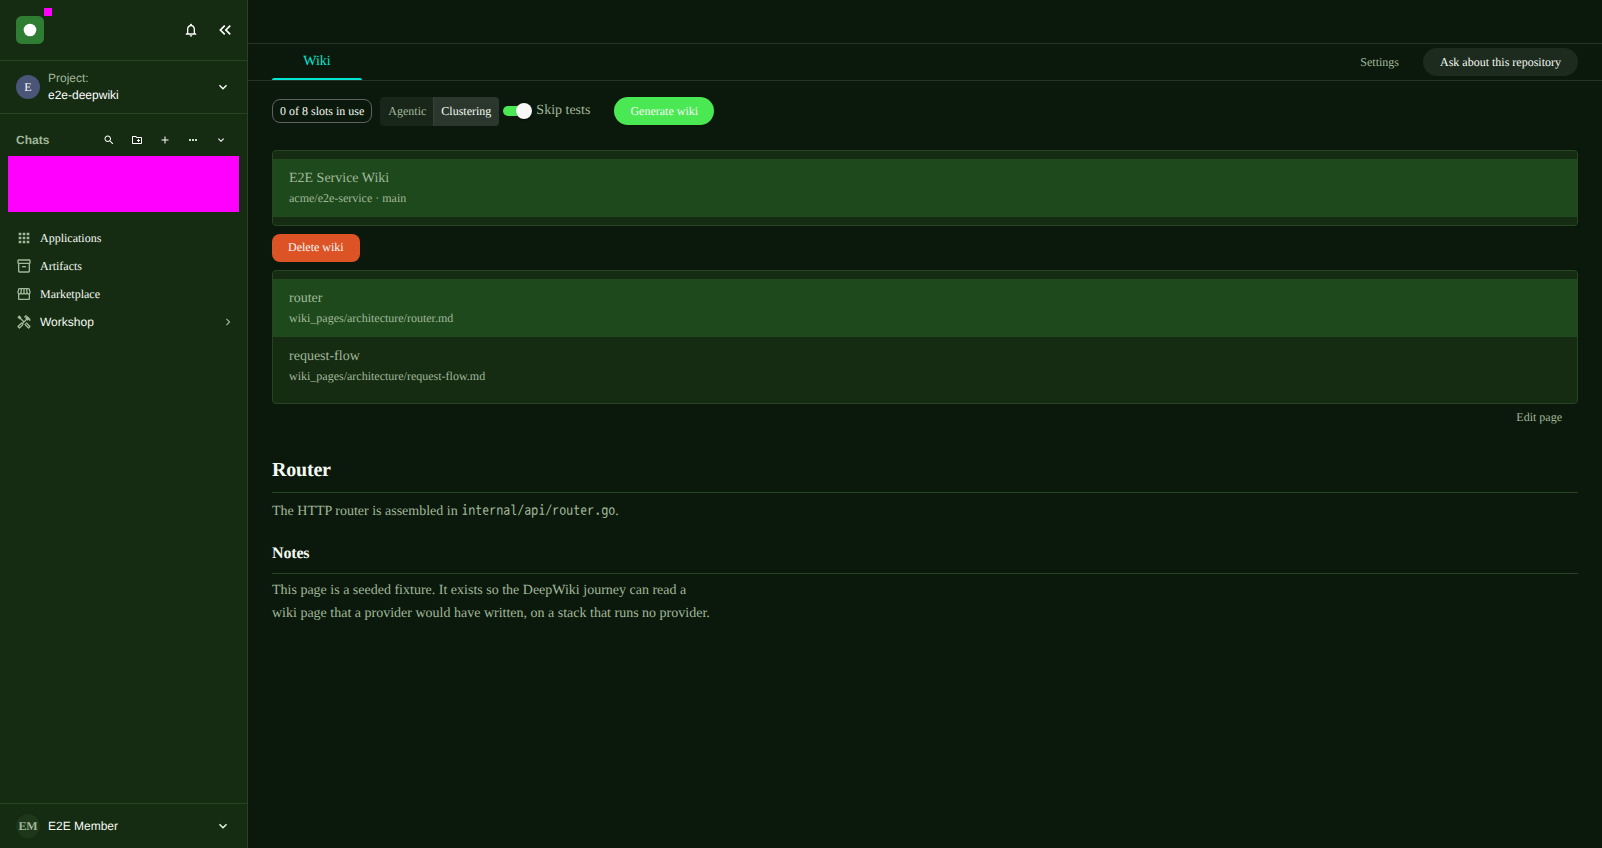 Project:
E
e2e-deepwiki
Chats
Applications
Artifacts
Marketplace
Workshop
EM
E2E Member
Wiki
Settings
Ask about this repository
0 of 8 slots in use
Agentic
Clustering
Skip tests
Generate wiki
E2E Service Wiki
acme/e2e-service · main
Delete wiki
router
wiki_pages/architecture/router.md
request-flow
wiki_pages/architecture/request-flow.md
Edit page
Router
The HTTP router is assembled in internal/api/router.go.
Notes
This page is a seeded fixture. It exists so the DeepWiki journey can read a
wiki page that a provider would have written, on a stack that runs no provider.